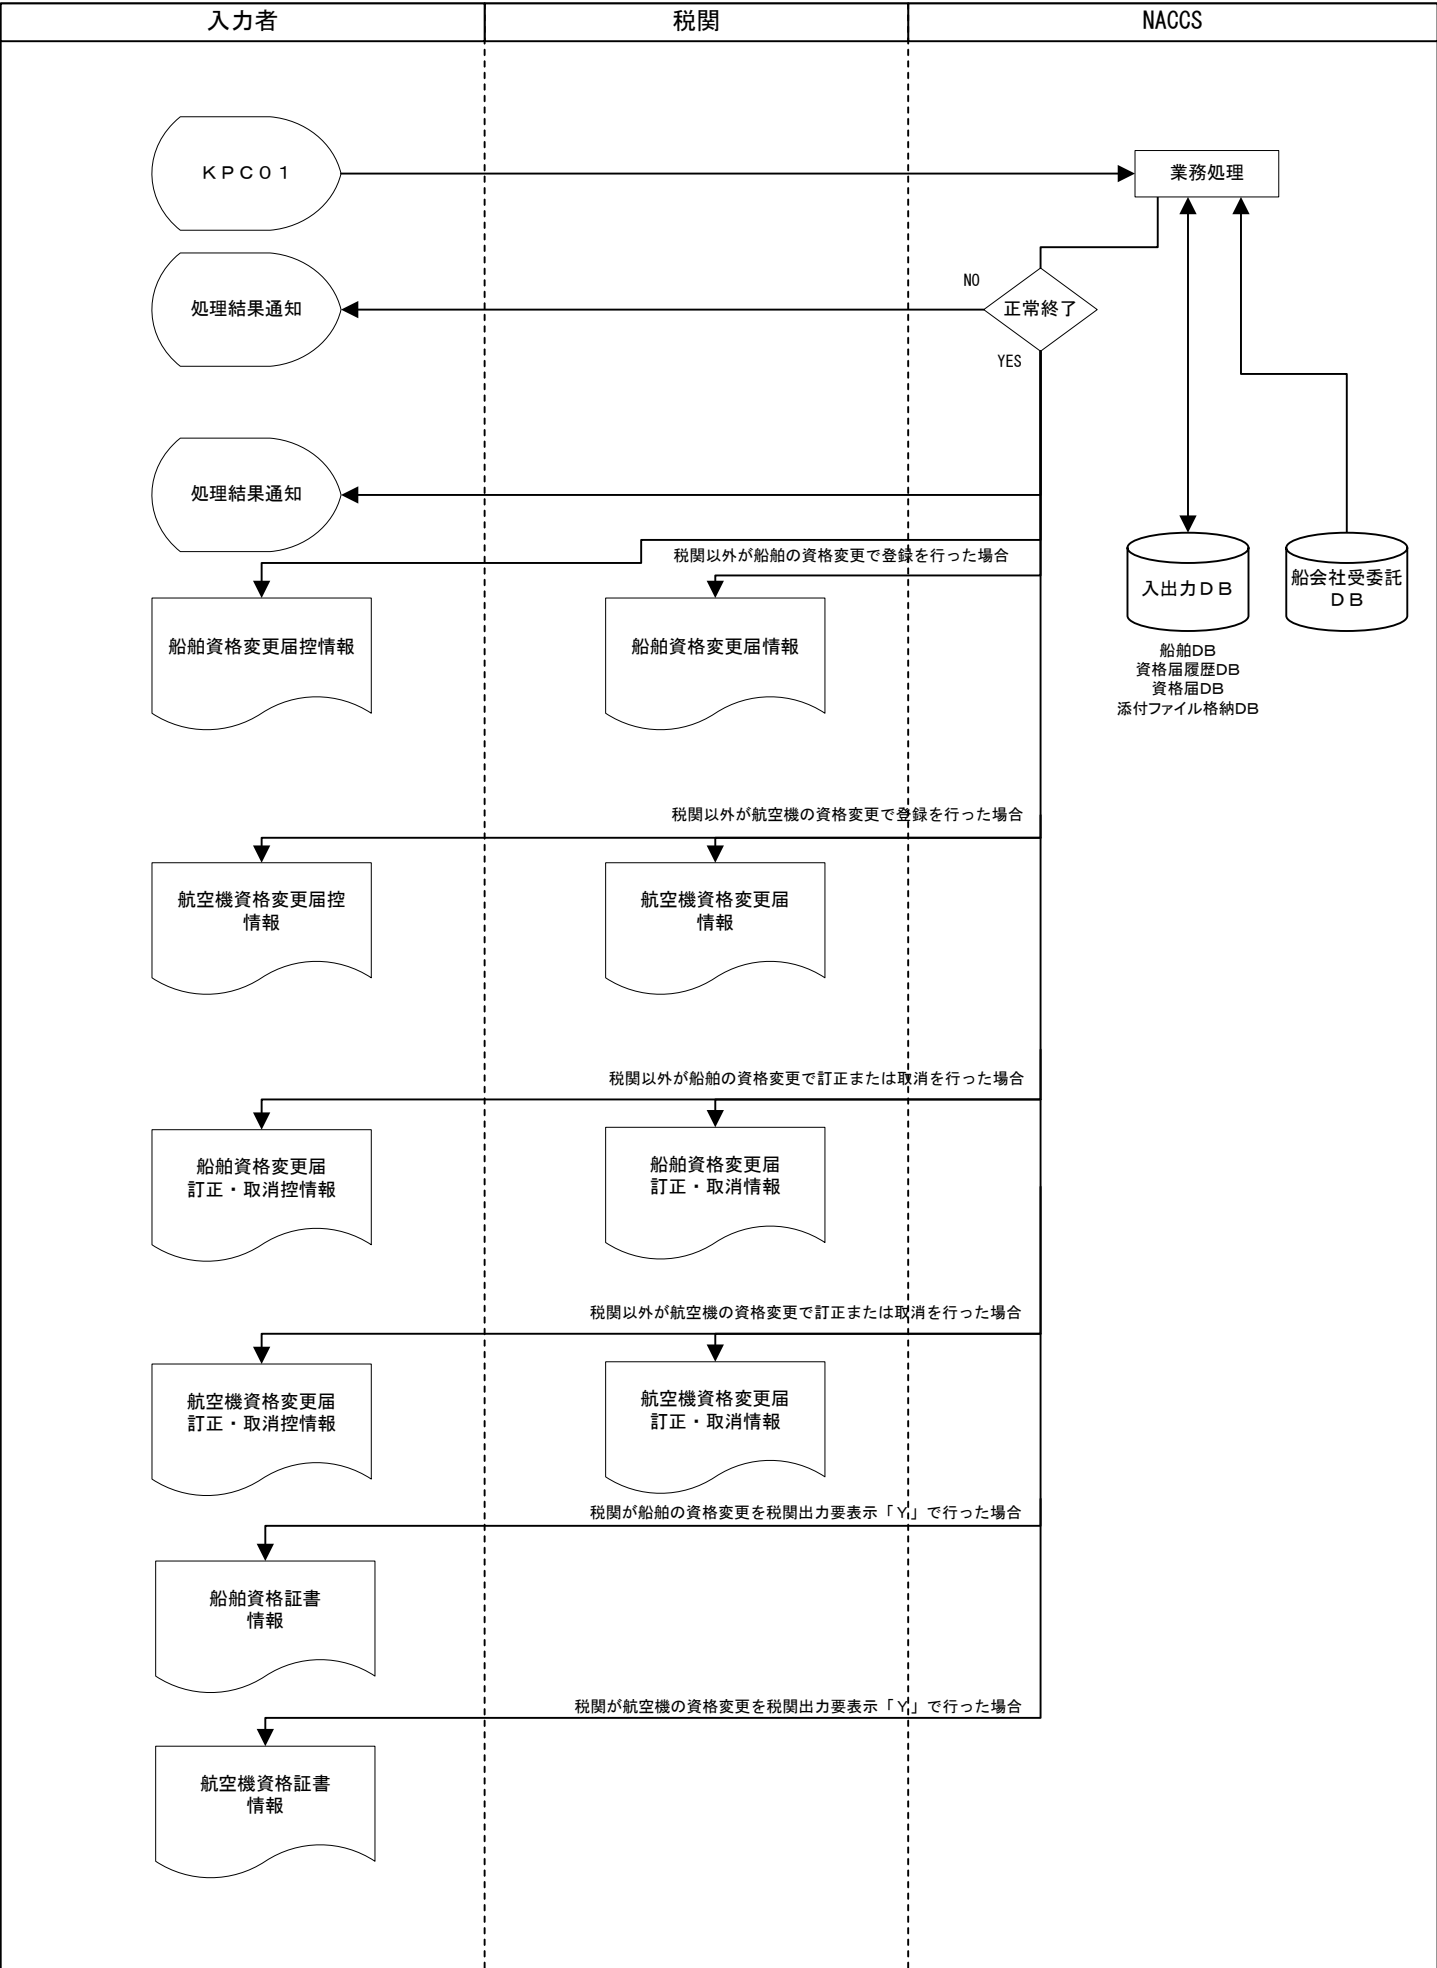 入力者
税関
NACCS
ＫＰＣ０１
業務処理
NO
処理結果通知
正常終了
YES
処理結果通知
税関以外が船舶の資格変更で登録を行った場合
入出力ＤＢ
船会社受委託
ＤＢ
船舶資格変更届控情報
船舶資格変更届情報
船舶DB
資格届履歴DB
資格届DB
添付ファイル格納DB
税関以外が航空機の資格変更で登録を行った場合
航空機資格変更届控
情報
航空機資格変更届
情報
税関以外が船舶の資格変更で訂正または取消を行った場合
船舶資格変更届
訂正・取消控情報
船舶資格変更届
訂正・取消情報
税関以外が航空機の資格変更で訂正または取消を行った場合
航空機資格変更届
訂正・取消控情報
航空機資格変更届
訂正・取消情報
税関が船舶の資格変更を税関出力要表示「Ｙ」で行った場合
船舶資格証書
情報
税関が航空機の資格変更を税関出力要表示「Ｙ」で行った場合
航空機資格証書
情報